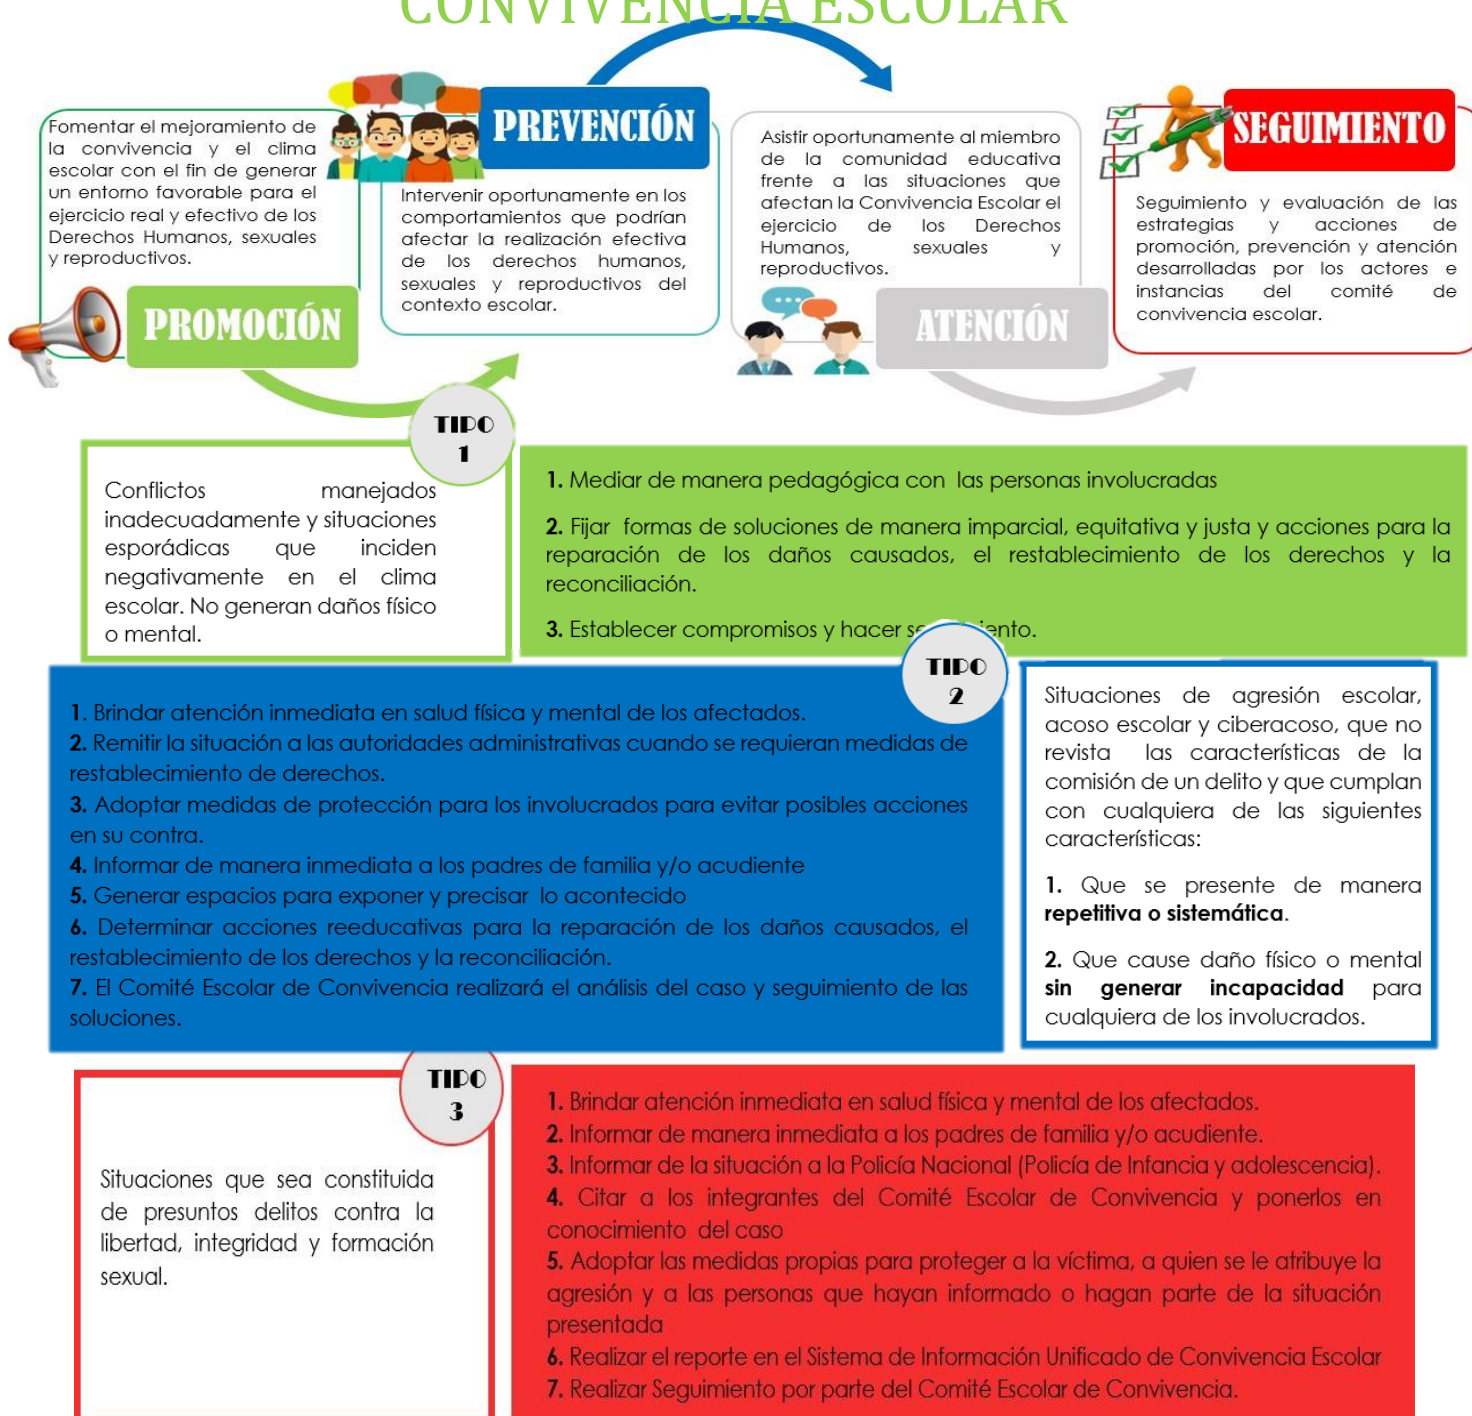 CONVIVENCIA ESCOLAR
Fomentar el mejoramiento de
la convivencia y el clima
escolar con el fin de generar
un entorno favorable para el
ejercicio real y efectivo de los
Derechos Humanos, sexuales
y reproductivos.
PROMOCIÓN
PREVENCIÓN
Intervenir oportunamente en los
comportamientos que podrían
afectar la realización efectiva
de los derechos humanos,
sexuales y reproductivos del
contexto escolar.
Asistir oportunamente al miembro
de la comunidad educativa
frente a las situaciones que
afectan la Convivencia Escolar el
ejercicio de los Derechos
Humanos, sexuales y
reproductivos.
ATENCIÓN
SEGUIMIENTO
Seguimiento y evaluación de las
estrategias y acciones de
promoción, prevención y atención
desarrolladas por los actores e
instancias del comité de
convivencia escolar.
TIPO
1
Conflictos manejados
inadecuadamente y situaciones
esporádicas que inciden
negativamente en el clima
escolar. No generan daños físico
o mental.
1. Mediar de manera pedagógica con las personas involucradas
2. Fijar formas de soluciones de manera imparcial, equitativa y justa y acciones para la
reparación de los daños causados, el restablecimiento de los derechos y la
reconciliación.
3. Establecer compromisos y hacer
TIPO
2
1. Brindar atención inmediata en salud física y mental de los afectados.
2. Remitir la situación a las autoridades administrativas cuando se requieran medidas de
restablecimiento de derechos.
3. Adoptar medidas de protección para los involucrados para evitar posibles acciones
en su contra.
4. Informar de manera inmediata a los padres de familia y/o acudiente
5. Generar espacios para exponer y precisar lo acontecido
6. Determinar acciones reeducativas para la reparación de los daños causados, el
restablecimiento de los derechos y la reconciliación.
7. El Comité Escolar de Convivencia realizará el análisis del caso y seguimiento de las
soluciones.
Situaciones de agresión escolar,
acoso escolar y ciberacoso, que no
revista las características de la
comisión de un delito y que cumplan
con cualquiera de las siguientes
características:
1. Que se presente de manera
repetitiva o sistemática.
2. Que cause daño físico o mental
sin generar incapacidad para
cualquiera de los involucrados.
TIPO
3
Situaciones que sea constituida
de presuntos delitos contra la
libertad, integridad y formación
sexual.
1. Brindar atención inmediata en salud física y mental de los afectados.
2. Informar de manera inmediata a los padres de familia y/o acudiente.
3. Informar de la situación a la Policía Nacional (Policía de Infancia y adolescencia).
4. Citar a los integrantes del Comité Escolar de Convivencia y ponerlos en
conocimiento del caso
5. Adoptar las medidas propias para proteger a la víctima, a quien se le atribuye la
agresión y a las personas que hayan informado o hagan parte de la situación
presentada
6. Realizar el reporte en el Sistema de Información Unificado de Convivencia Escolar
7. Realizar Seguimiento por parte del Comité Escolar de Convivencia.